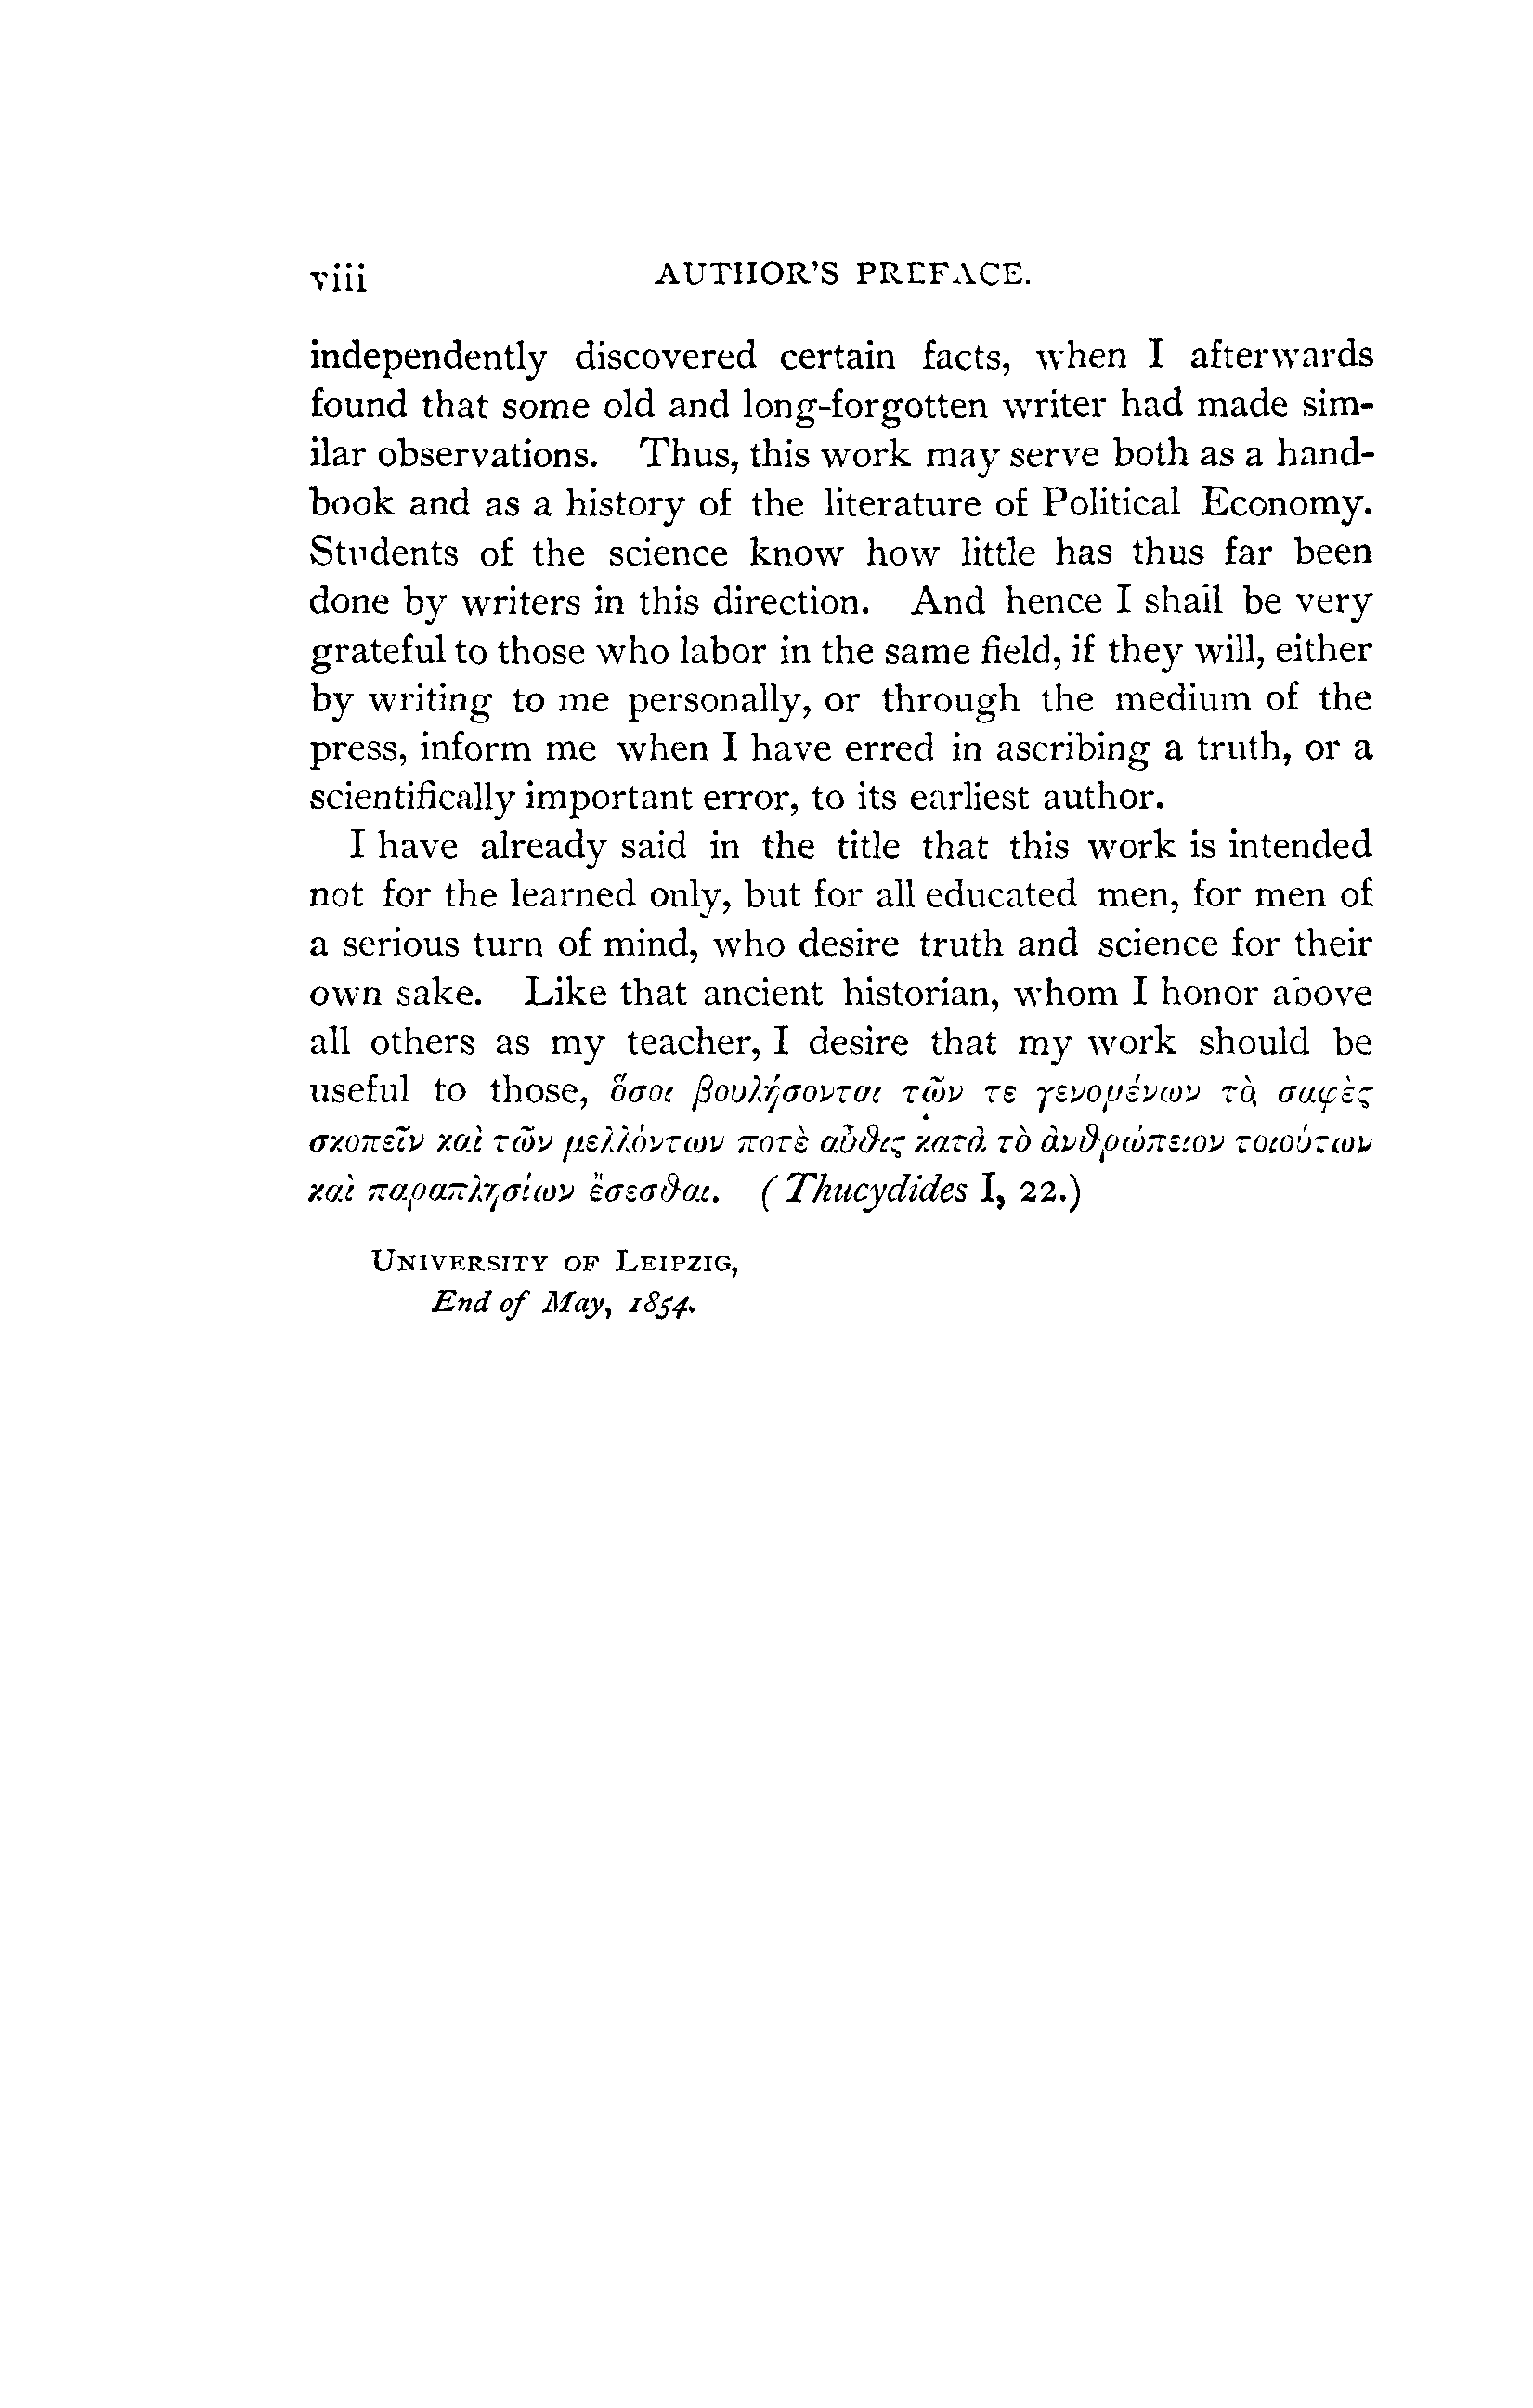 viii AUTHOR'S PREFACE.
independently discovered certain facts, when I afterwards
found that some old and long-forgotten writer had made sim-
ilar observations. Thus, this work may serve both as a hand-
book and as a history of the literature of Political Economy.
Students of the science know how little has thus far been
done by writers in this direction. And hence I shall be very
grateful to those who labor in the same field, if they will, either
by writing to me personally, or through the medium of the
press, inform me when I have erred in ascribing a truth, or a
scientifically important error, to its earliest author.
I have already said in the title that this work is intended
not for the learned only, but for all educated men, for men of
a serious turn of mind, who desire truth and science for their
own sake. Like that ancient historian, whom I honor above
all others as my teacher, I desire that my work should be
useful to those, ὅσοι βουλήσονται τῶν τε γενομένων τὸ, σαφὲς
σκοπεῖν καὶ τῶν μελλόντων ποτὲ αὖϑις κατὰ τὸ ἀνϑρώπειον τοιούτων
καὶ παραπλησίων ἔσεσϑαι. (Thucydides I, 22.)
UNIVERSITY OF LEIPZIG,
End of May, 1854.